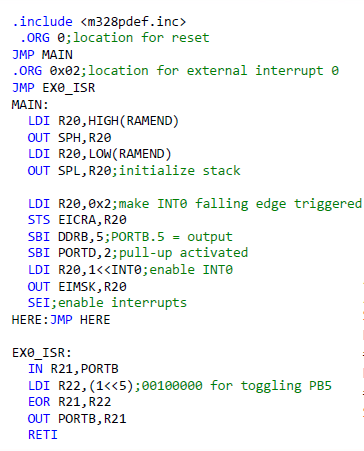 .include <m328pdef.inc>
.ORG 0;location for reset
JMP MAIN
.ORG 0x02;location for external interrupt 0
JMP EX0_ISR
MAIN:
LDI R20,HIGH(RAMEND)
OUT SPH,R20
LDI R20,LOW(RAMEND)
OUT SPL,R20;initialize stack
LDI R20,0x2;make INT0 falling edge triggered
STS EICRA,R20
SBI DDRB,5;PORTB.5 = output
SBI PORTD,2;pull-up activated
LDI R20,1<<INT0;enable INT0
OUT EIMSK,R20
SEI;enable interrupts
HERE:JMP HERE
EX0_ISR:
IN R21,PORTB
LDI R22,(1<<5);00100000 for toggling PB5
EOR R21,R22
OUT PORTB,R21
RETI